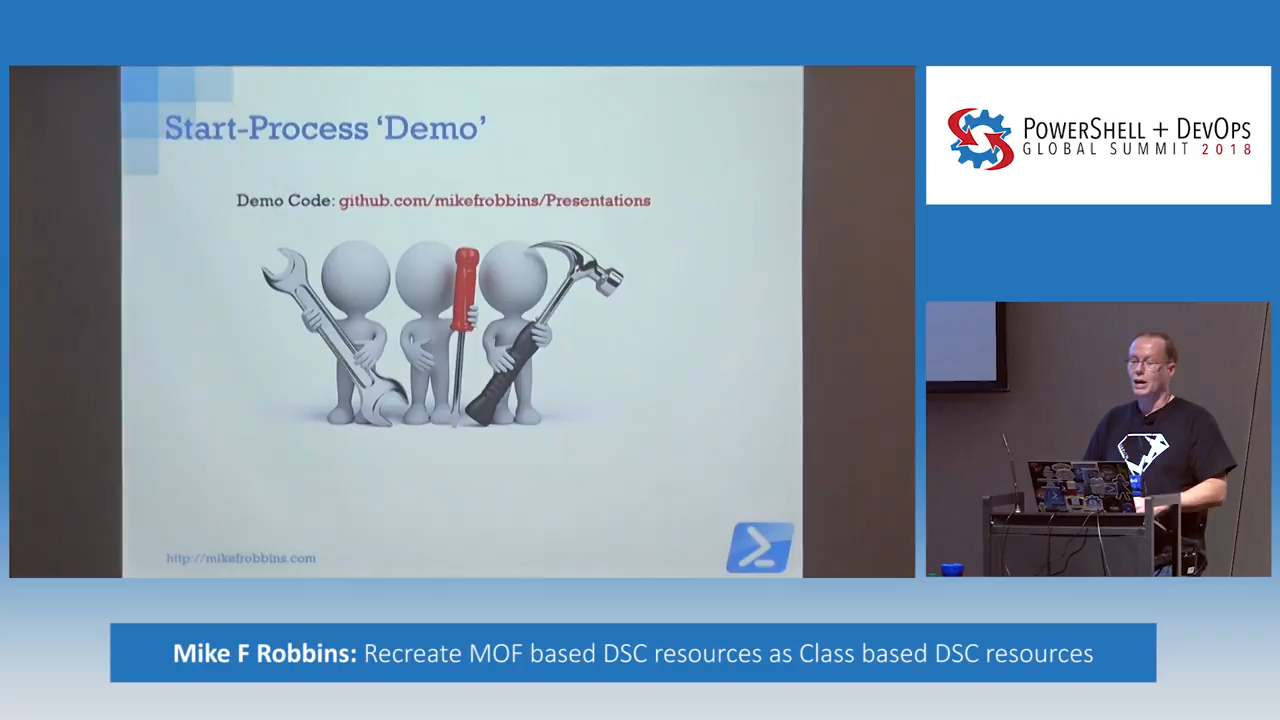 Start-Process 'Demo'
Demo Code: github.com/mikefrobbins/Presentations
http://mikefrobbins.com
POWERSHELL + DEVOPS
GLOBAL SUMMIT 2018
Mike F Robbins: Recreate MOF based DSC resources as Class based DSC resources